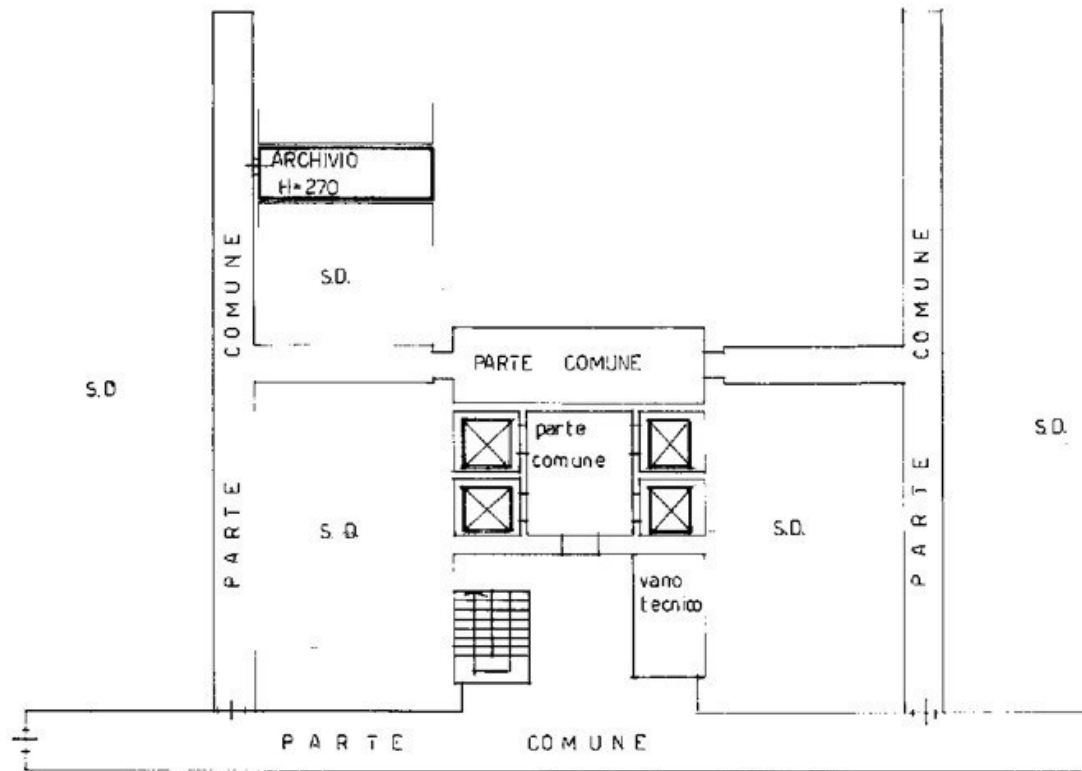 ARCHIVIO
H=270
S.D.
PARTE COMUNE
PARTE COMUNE
PARTE COMUNE
S.D
S.D.
parte
comune
S.D.
S.D.
vano
tecnico
PARTE COMUNE